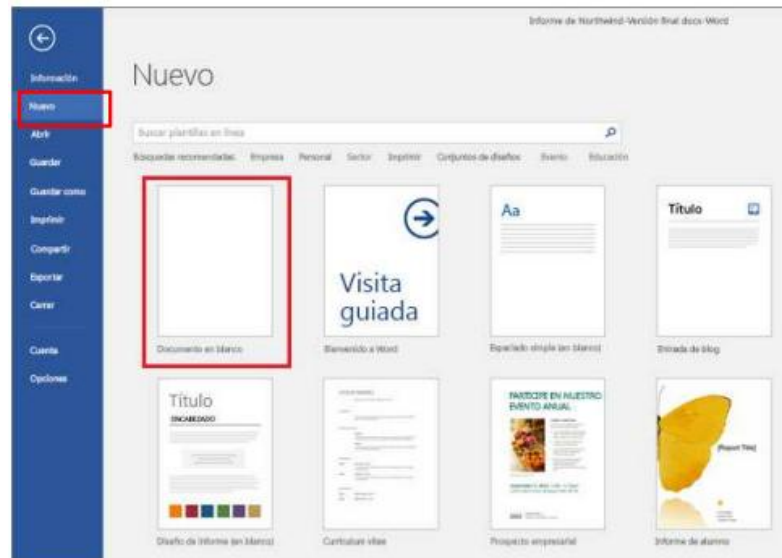 Informe de Northwind-Versión final docx-Word
Información
Nuevo
Abrir
Guardar
Guardar como
Imprimir
Compartir
Exportar
Cerrar
Cuenta
Opciones
Nuevo
Buscar plantillas en línea
Búsquedas recomendadas: Empresa Personal Sector Imprimir Conjuntos de diseños Evento Educación
Visita
guiada
Aa
Título
Documento en blanco
Bienvenido a Word
Espaciado simple (en blanco)
Entrada de blog
Título
ENCABEZADO
PARTICIPE EN NUESTRO
EVENTO ANUAL
[Report Title]
Diseño de informe (en blanco)
Currículum vítae
Prospecto empresarial
Informe de alumno